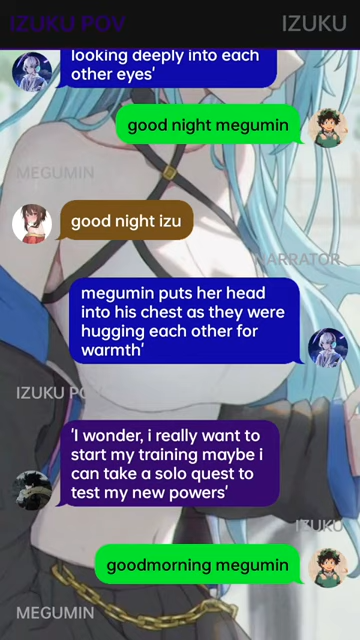 IZUKU POV
IZUKU
looking deeply into each
other eyes'
good night megumin
MEGUMIN
good night izu
NARRATOR
megumin puts her head
into his chest as they were
hugging each other for
warmth'
IZUKU POV
'I wonder, i really want to
start my training maybe i
can take a solo quest to
test my new powers'
IZUKU
goodmorning megumin
MEGUMIN